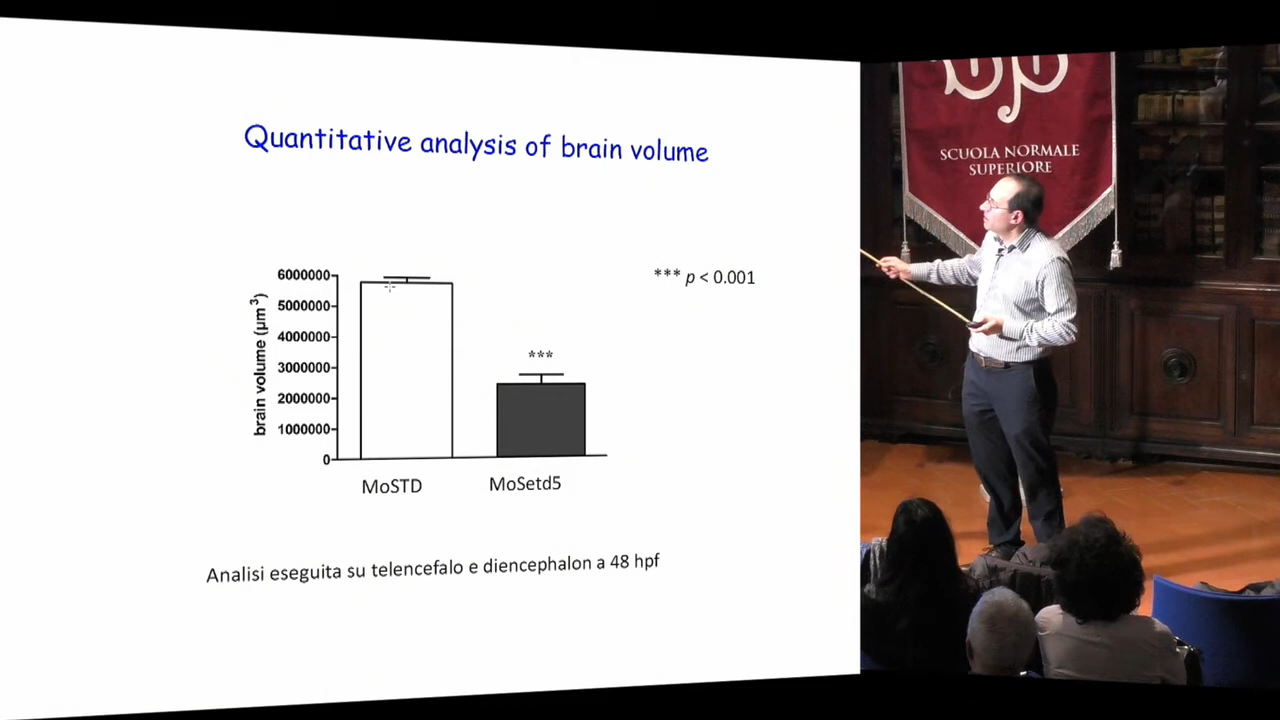 Quantitative analysis of brain volume
*** p < 0.001
brain volume (µm³)
6000000
5000000
4000000
3000000
2000000
1000000
0
***
MoSTD
MoSetd5
Analisi eseguita su telencefalo e diencephalon a 48 hpf
SCUOLA NORMALE
SUPERIORE